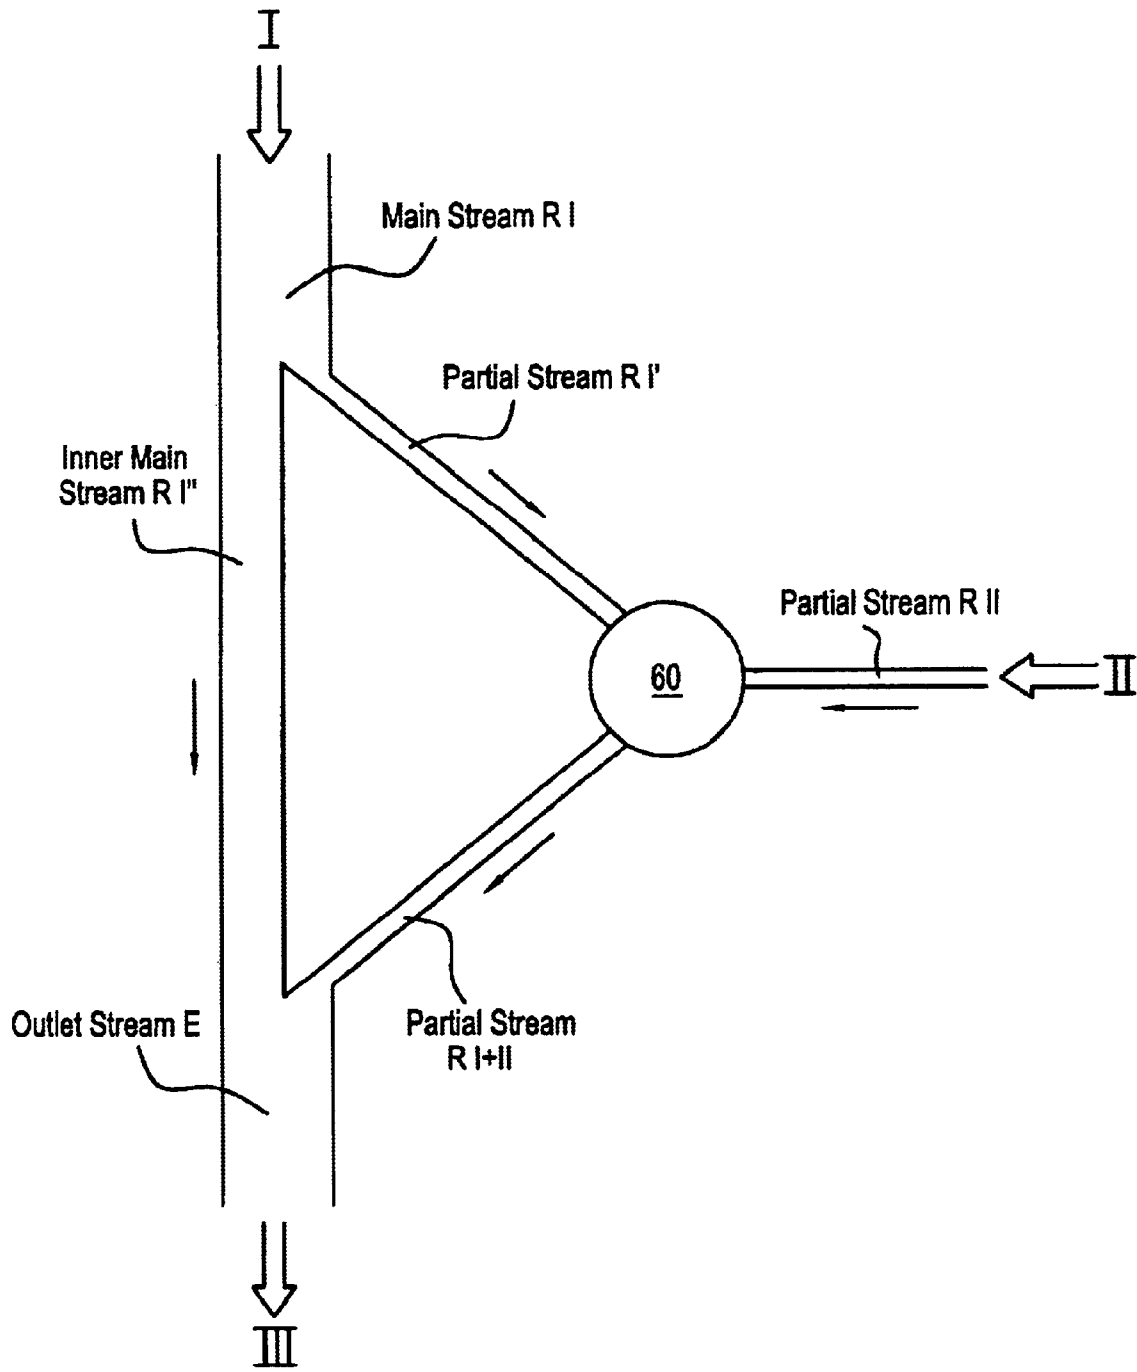 I
Main Stream R I
Partial Stream R I'
Inner Main
Stream R I"
Partial Stream R II
II
60
Outlet Stream E
Partial Stream
R I+II
III